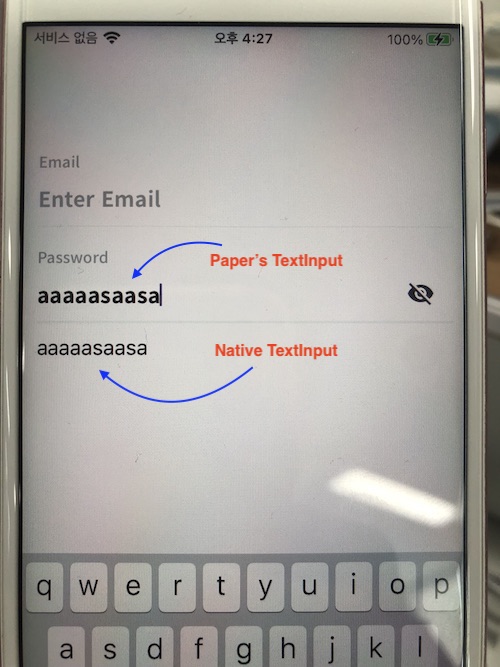 서비스 없음 오후 4:27 100%
Email
Enter Email
Password
Paper's TextInput
aaaaasaasa
aaaaasaasa Native TextInput
q w e r t y u i o p
a s d f g h j k l